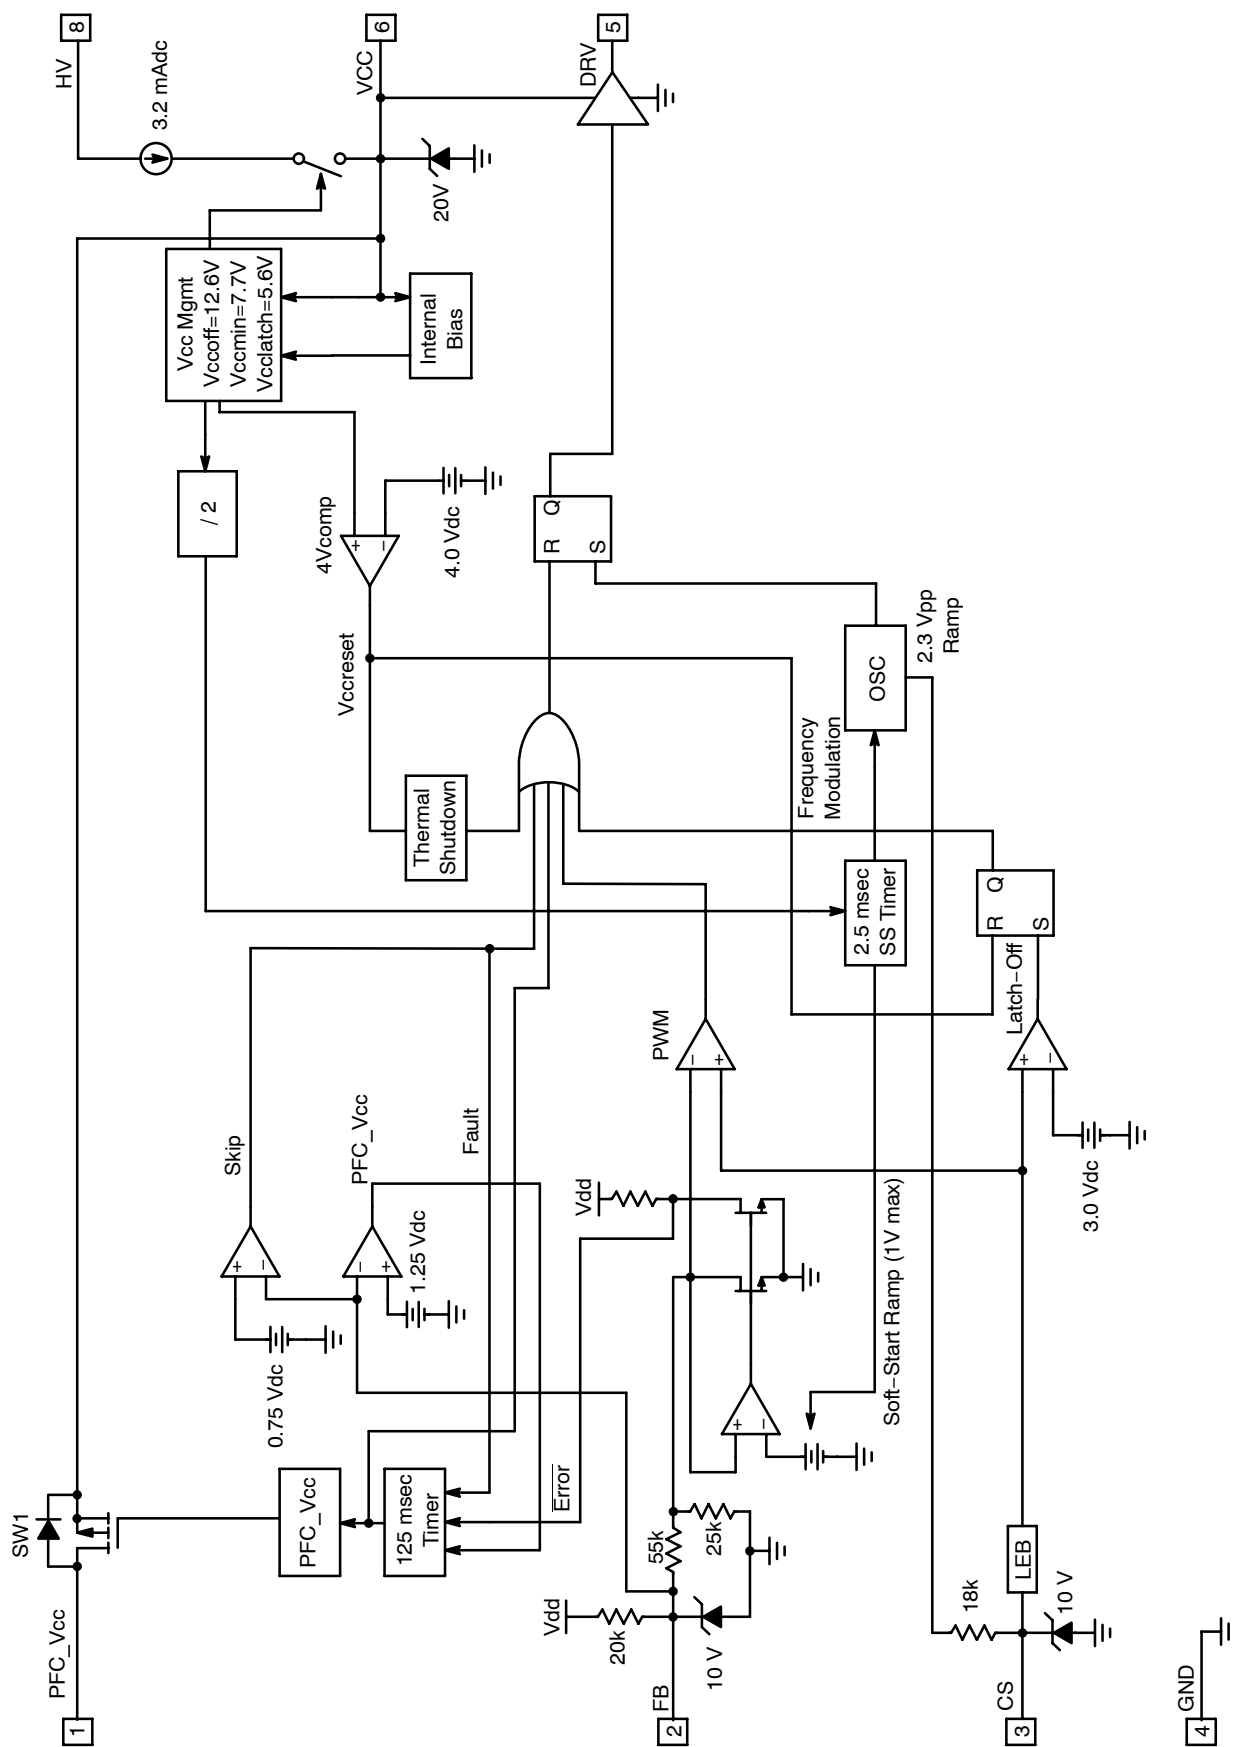 PFC_Vcc
1
SW1
HV
8
3.2 mAdc
Vcc Mgmt
Vccoff=12.6V
Vccmin=7.7V
Vcclatch=5.6V
/ 2
VCC
6
20V
Internal
Bias
4Vcomp
+
−
4.0 Vdc
Vccreset
Thermal
Shutdown
Skip
+
−
0.75 Vdc
PFC_Vcc
−
+
1.25 Vdc
PFC_Vcc
125 msec
Timer
Fault
Error
DRV
5
R
Q
S
FB
2
Vdd
20k
10 V
55k
25k
Vdd
PWM
−
+
+
−
Soft−Start Ramp (1V max)
2.5 msec
SS Timer
Frequency
Modulation
OSC
2.3 Vpp
Ramp
CS
3
18k
10 V
LEB
3.0 Vdc
+
−
Latch−Off
R
Q
S
GND
4